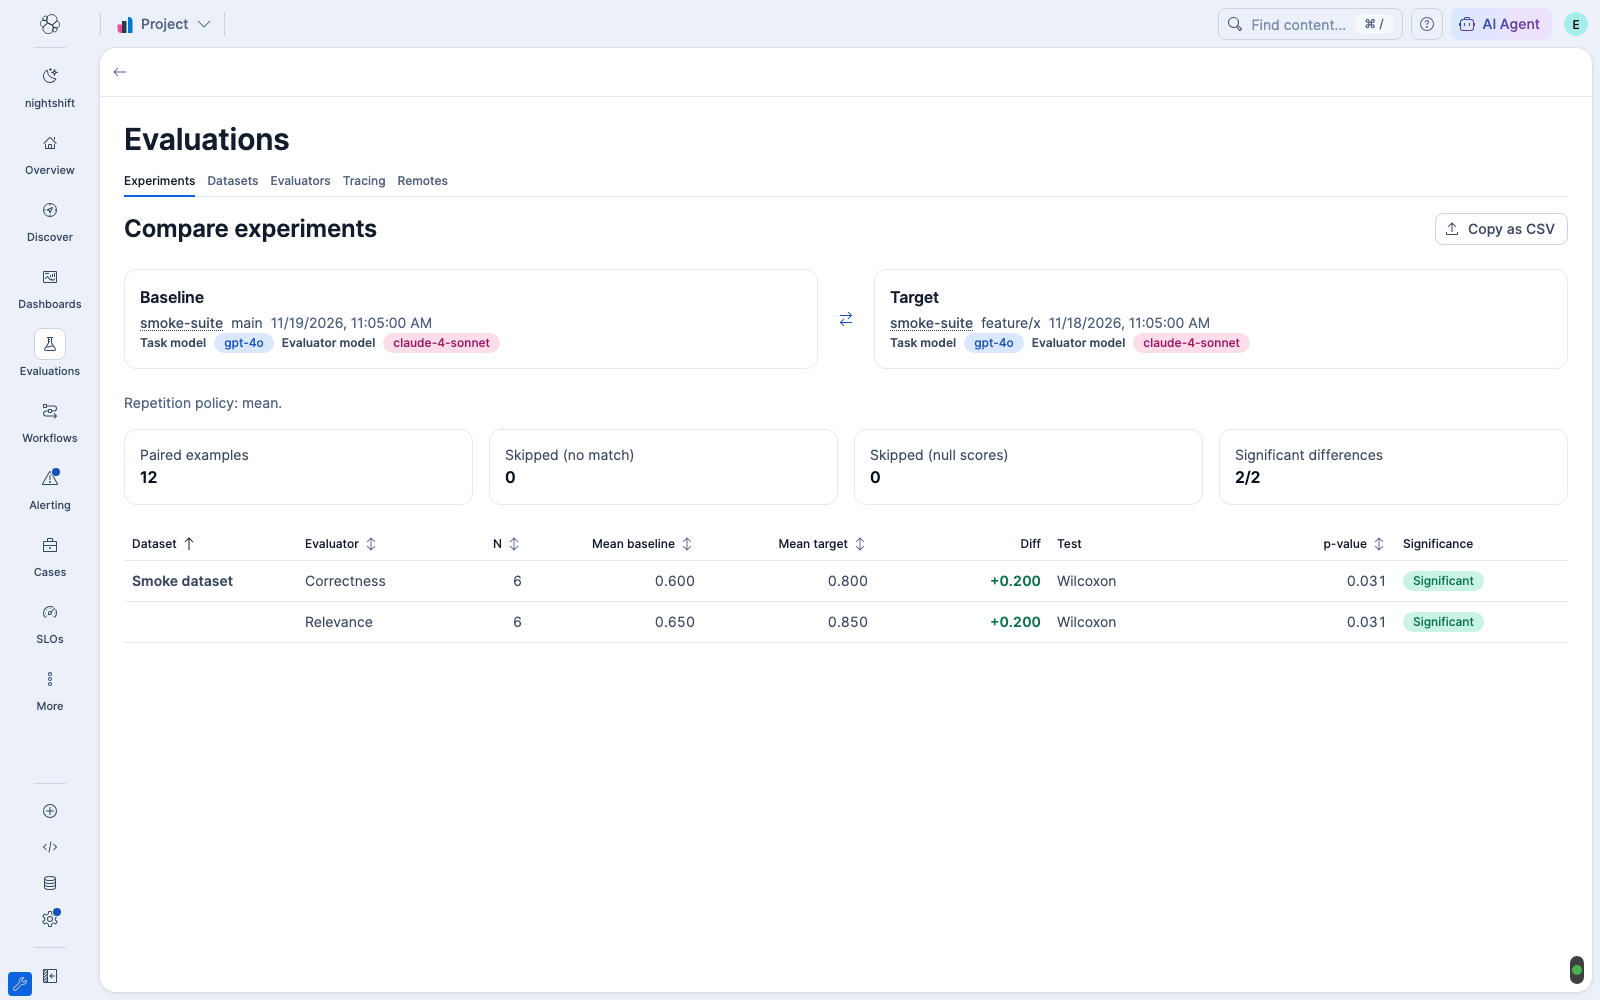 Project
Find content...
⌘ /
AI Agent
E
nightshift
Overview
Discover
Dashboards
Evaluations
Workflows
Alerting
Cases
SLOs
More
Evaluations
Experiments Datasets Evaluators Tracing Remotes
Compare experiments
Copy as CSV
Baseline
smoke-suite main 11/19/2026, 11:05:00 AM
Task model gpt-4o Evaluator model claude-4-sonnet
Target
smoke-suite feature/x 11/18/2026, 11:05:00 AM
Task model gpt-4o Evaluator model claude-4-sonnet
Repetition policy: mean.
Paired examples
12
Skipped (no match)
0
Skipped (null scores)
0
Significant differences
2/2
Dataset Evaluator N Mean baseline Mean target Diff Test p-value Significance
Smoke dataset Correctness 6 0.600 0.800 +0.200 Wilcoxon 0.031 Significant
Relevance 6 0.650 0.850 +0.200 Wilcoxon 0.031 Significant